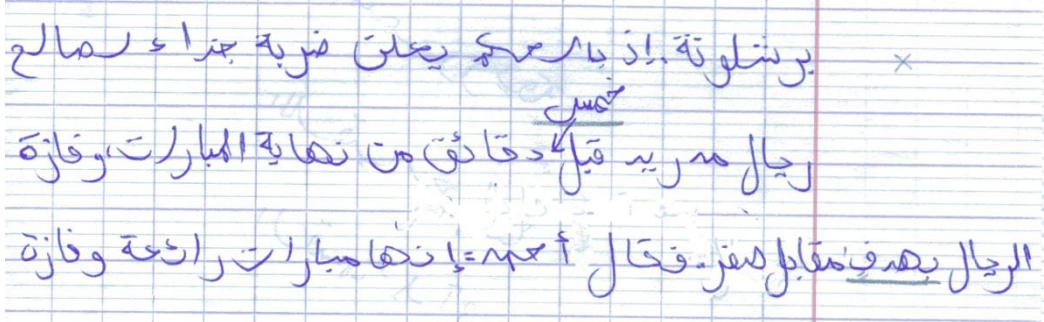 برشلونة. إذ بالحكم يعلن ضربة جزاء لصالح
خمس
ريال مدريد قبل دقائق من نهاية المبارات، وفازة
الريال بهدف مقابل صفر. فقال أحمد: إنها مبارات رائعة وفازة